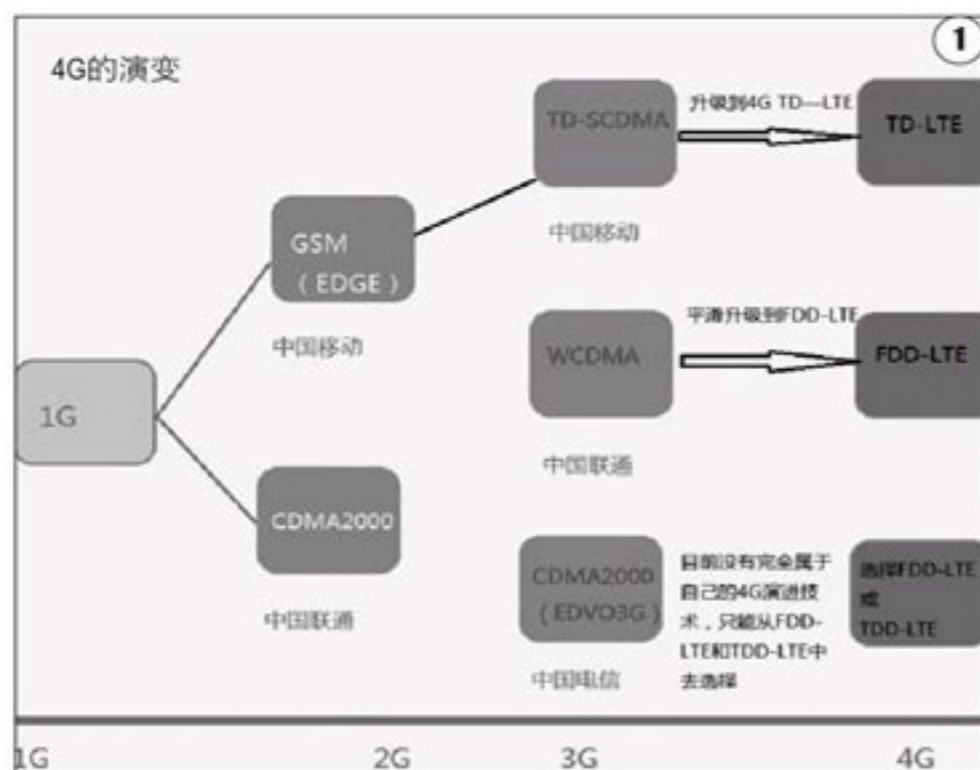 ①
4G的演变
TD-SCDMA
升级到4G TD—LTE
TD-LTE
中国移动
GSM
（EDGE）
中国移动
WCDMA
平滑升级到FDD-LTE
FDD-LTE
中国联通
1G
CDMA2000
中国联通
CDMA2000
（EDVO3G）
中国电信
目前没有完全属于
自己的4G演进技
术，只能从FDD-
LTE和TDD-LTE中
去选择
选择FDD-LTE
或
TDD-LTE
1G
2G
3G
4G